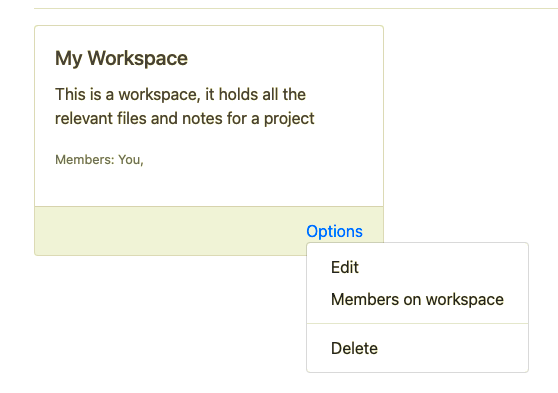 My Workspace
This is a workspace, it holds all the
relevant files and notes for a project
Members: You,
Options
Edit
Members on workspace
Delete